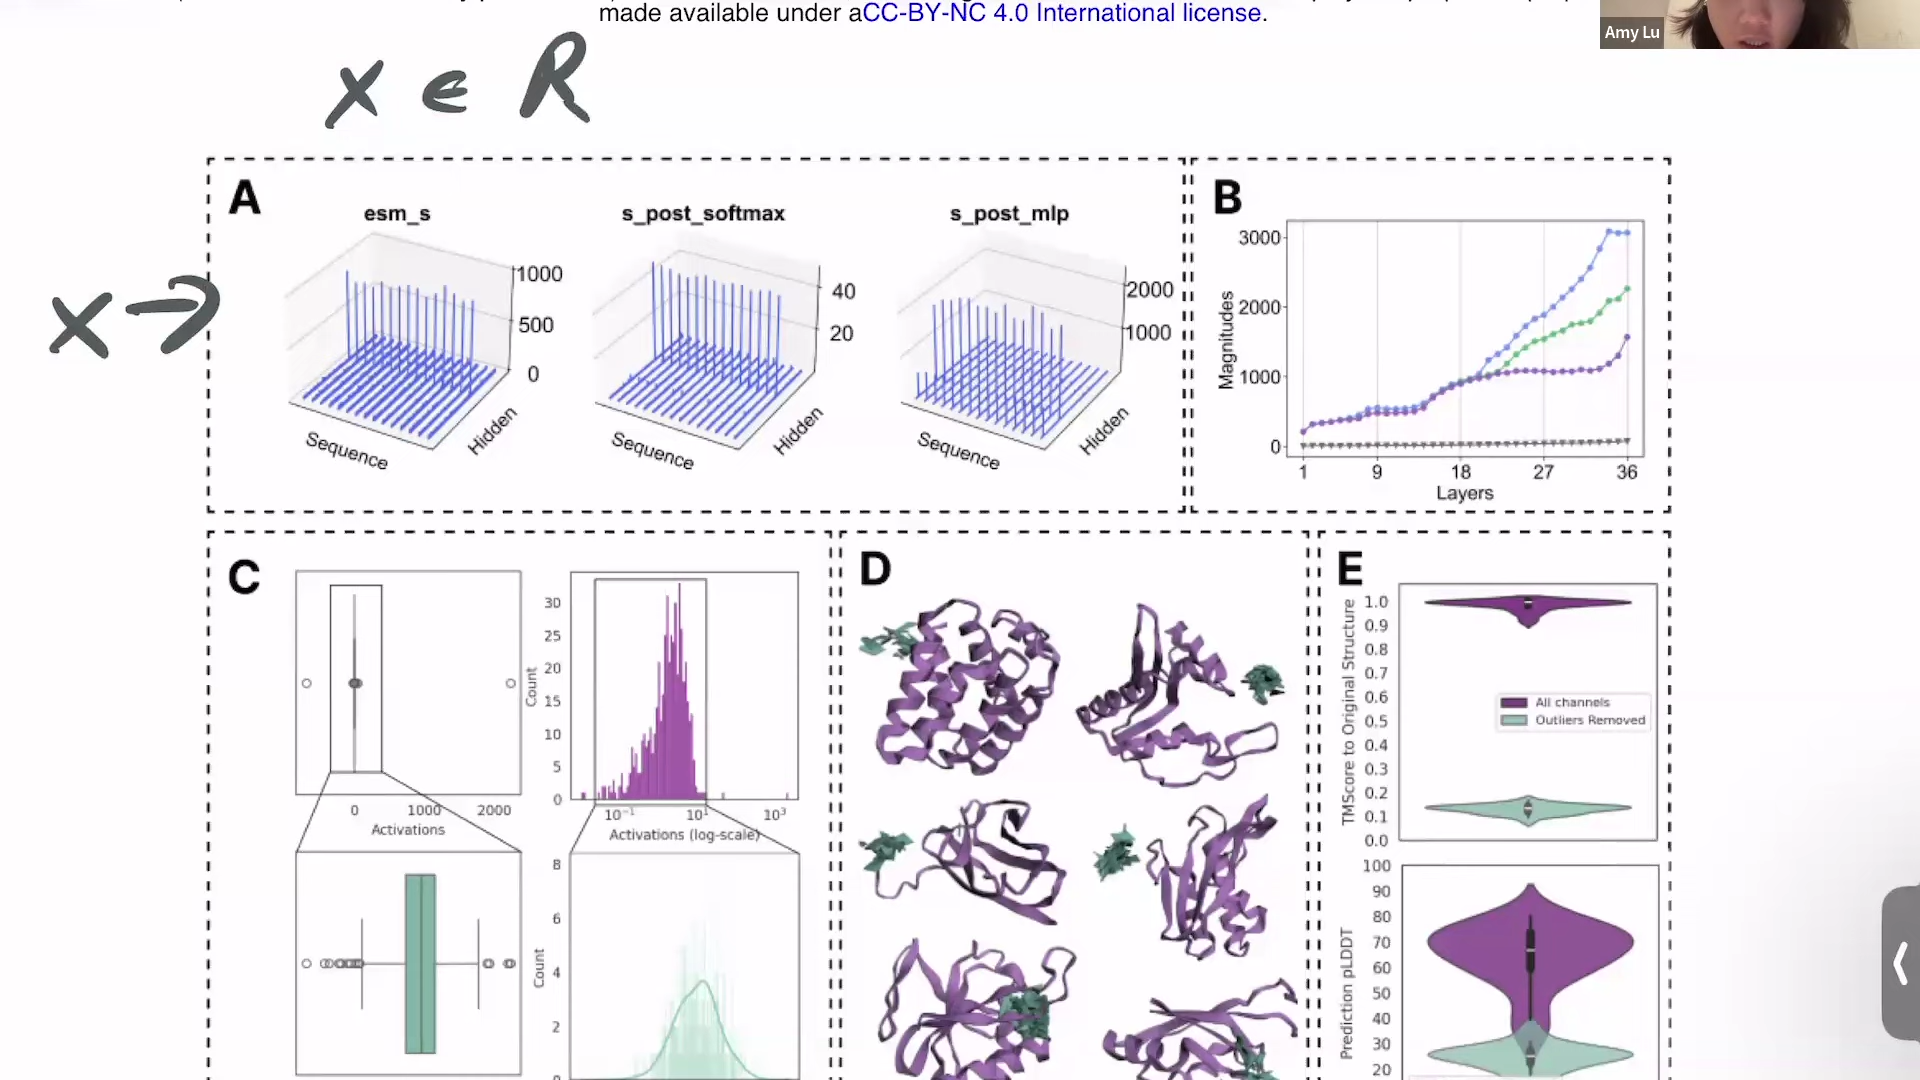 made available under aCC-BY-NC 4.0 International license.
Amy Lu
x ∈ R
x →
A
esm_s
1000
500
0
Sequence
Hidden
s_post_softmax
40
20
Sequence
Hidden
s_post_mlp
2000
1000
Sequence
Hidden
B
Magnitudes
3000
2000
1000
0
1 9 18 27 36
Layers
C
0 1000 2000
Activations
Count
30
25
20
15
10
5
0
10⁻¹ 10¹ 10³
Activations (log-scale)
Count
8
6
4
2
D
E
TMScore to Original Structure
1.0
0.9
0.8
0.7
0.6
0.5
0.4
0.3
0.2
0.1
0.0
All channels
Outliers Removed
Prediction pLDDT
100
90
80
70
60
50
40
30
20